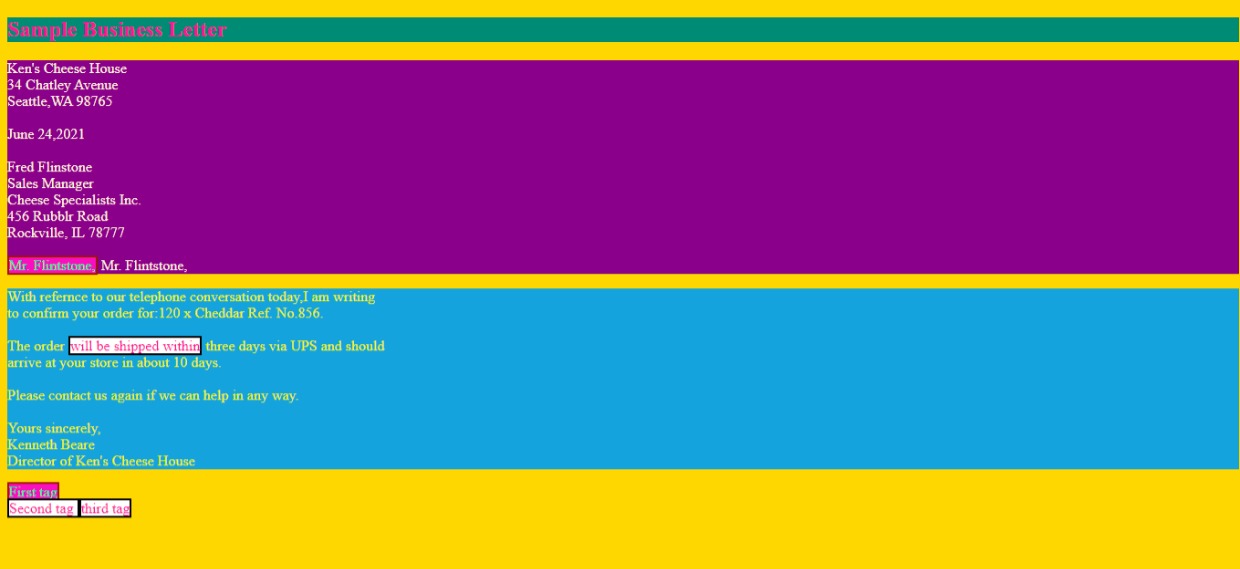 Sample Business Letter
Ken's Cheese House
34 Chatley Avenue
Seattle,WA 98765
June 24,2021
Fred Flinstone
Sales Manager
Cheese Specialists Inc.
456 Rubblr Road
Rockville, IL 78777
Mr. Flintstone, Mr. Flintstone,
With refernce to our telephone conversation today,I am writing
to confirm your order for:120 x Cheddar Ref. No.856.
The order will be shipped within three days via UPS and should
arrive at your store in about 10 days.
Please contact us again if we can help in any way.
Yours sincerely,
Kenneth Beare
Director of Ken's Cheese House
First tag
Second tag third tag